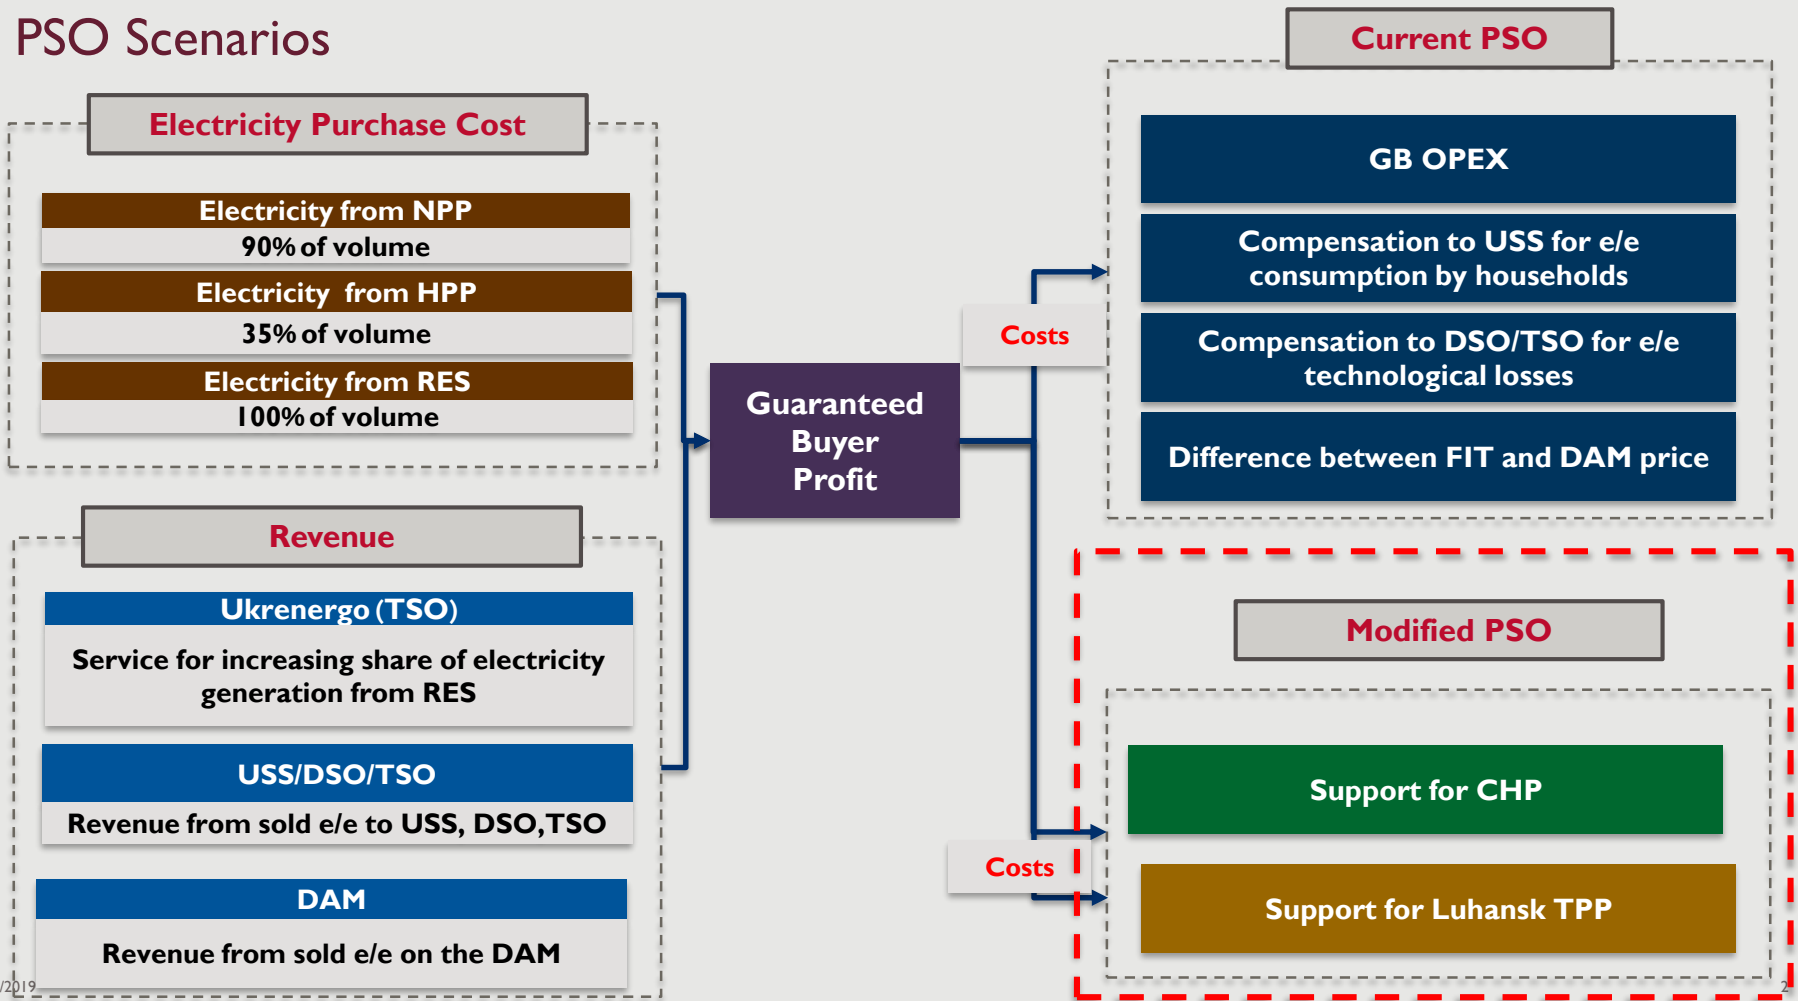 PSO Scenarios
Electricity Purchase Cost
Electricity from NPP
90% of volume
Electricity from HPP
35% of volume
Electricity from RES
100% of volume
Revenue
Ukrenergo (TSO)
Service for increasing share of electricity
generation from RES
USS/DSO/TSO
Revenue from sold e/e to USS, DSO, TSO
DAM
Revenue from sold e/e on the DAM
/2019
Guaranteed
Buyer
Profit
Costs
Costs
Current PSO
GB OPEX
Compensation to USS for e/e
consumption by households
Compensation to DSO/TSO for e/e
technological losses
Difference between FIT and DAM price
Modified PSO
Support for CHP
Support for Luhansk TPP
2